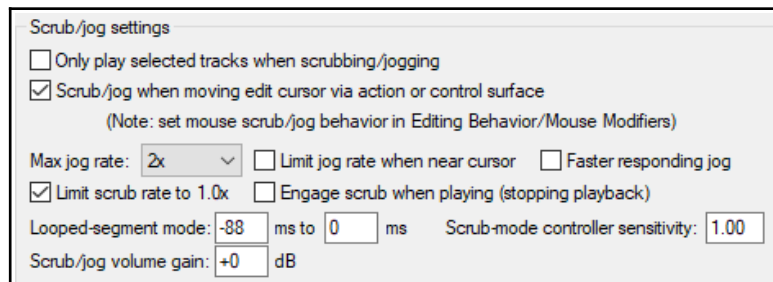 Scrub/jog settings
Only play selected tracks when scrubbing/jogging
Scrub/jog when moving edit cursor via action or control surface
(Note: set mouse scrub/jog behavior in Editing Behavior/Mouse Modifiers)
Max jog rate: 2x Limit jog rate when near cursor Faster responding jog
Limit scrub rate to 1.0x Engage scrub when playing (stopping playback)
Looped-segment mode: -88 ms to 0 ms Scrub-mode controller sensitivity: 1.00
Scrub/jog volume gain: +0 dB